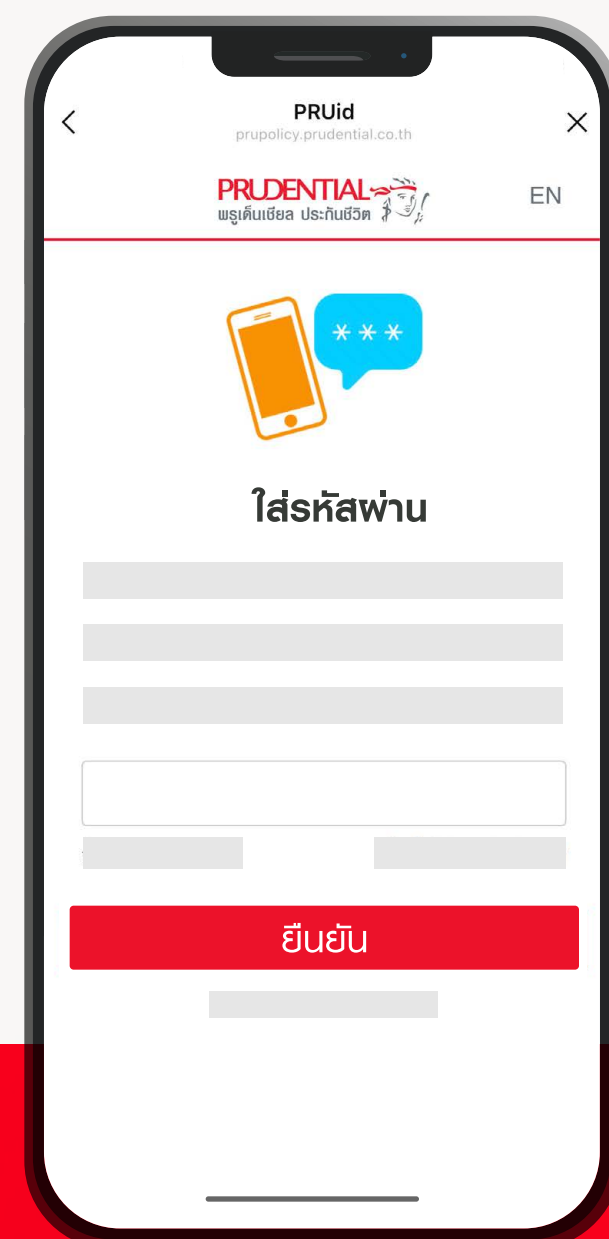 PRUid
prupolicy.prudential.co.th
PRUDENTIAL
พรูเด็นเชียล ประกันชีวิต
EN
***
ใส่รหัสผ่าน
ยืนยัน